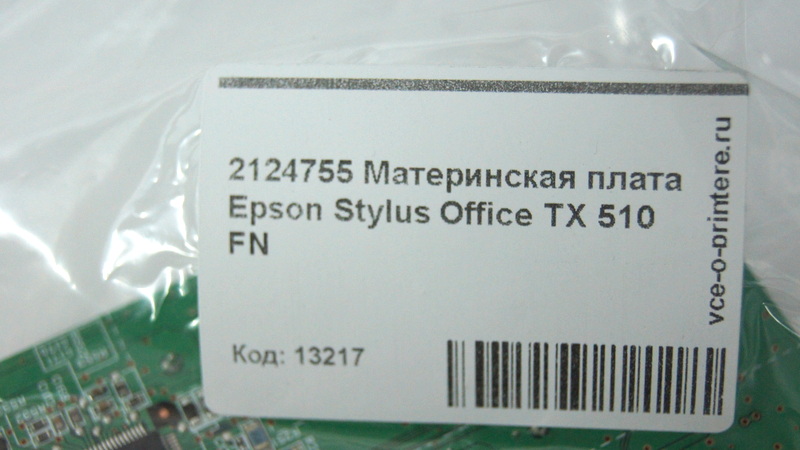 2124755 Материнская плата
Epson Stylus Office TX 510
FN
Код: 13217
vce-o-printere.ru